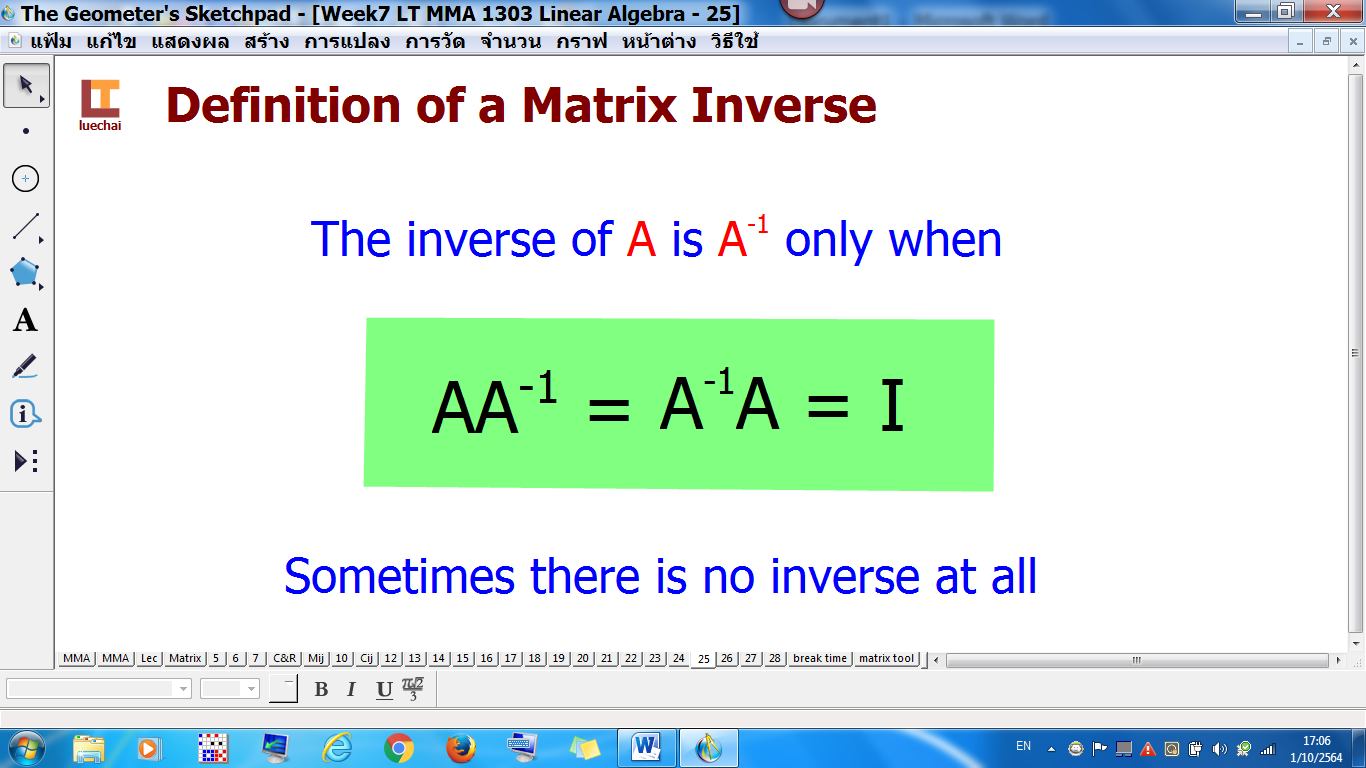 The Geometer's Sketchpad - [Week7 LT MMA 1303 Linear Algebra - 25]
แฟ้ม แก้ไข แสดงผล สร้าง การแปลง การวัด จำนวน กราฟ หน้าต่าง วิธีใช้
LT
luechai
Definition of a Matrix Inverse
The inverse of A is A⁻¹ only when
AA⁻¹ = A⁻¹A = I
Sometimes there is no inverse at all
MMA MMA Lec Matrix 5 6 7 C&R Mij 10 Cij 12 13 14 15 16 17 18 19 20 21 22 23 24 25 26 27 28 break time matrix tool
B I U
EN
17:06
1/10/2564